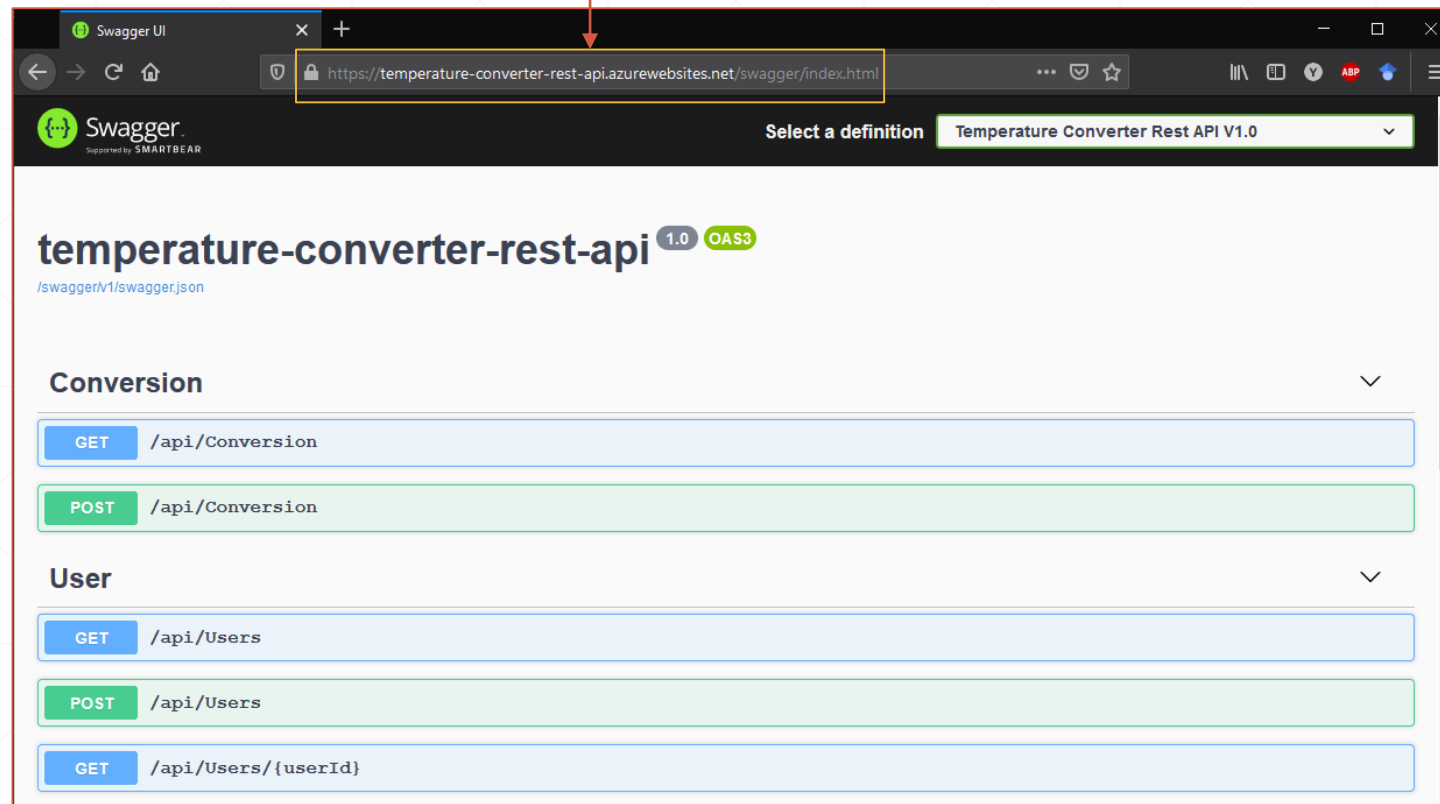 Swagger UI
https://temperature-converter-rest-api.azurewebsites.net/swagger/index.html
ABP
Swagger.
Supported by SMARTBEAR
Select a definition
Temperature Converter Rest API V1.0
temperature-converter-rest-api 1.0 OAS3
/swagger/v1/swagger.json
Conversion
GET /api/Conversion
POST /api/Conversion
User
GET /api/Users
POST /api/Users
GET /api/Users/{userId}